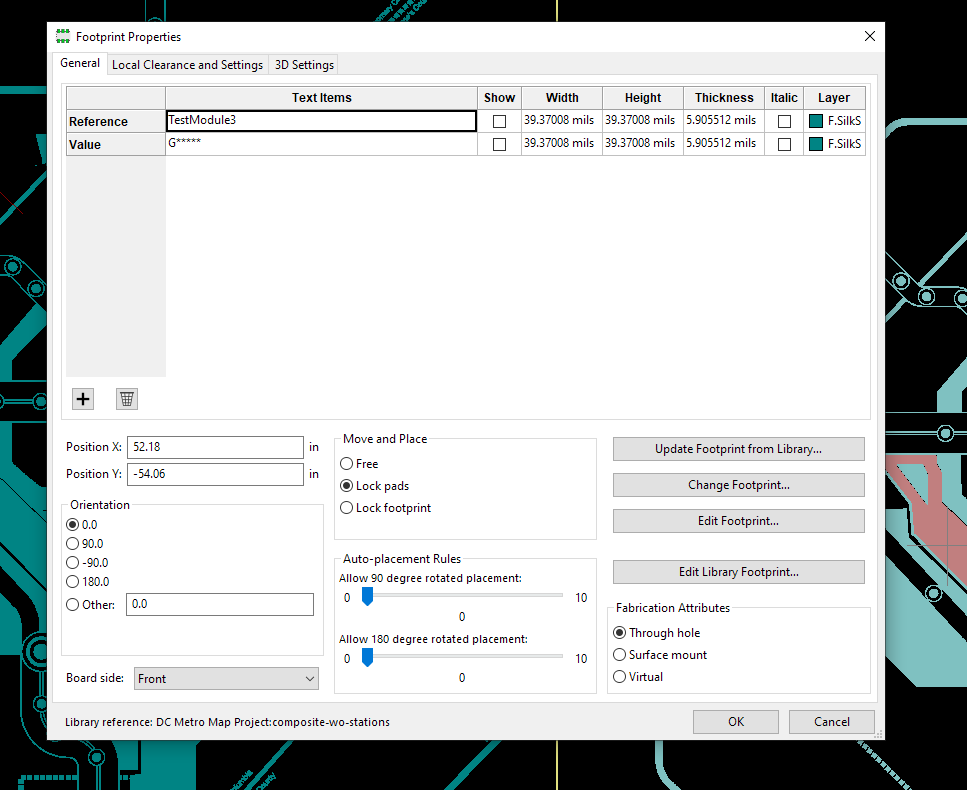 Footprint Properties
General Local Clearance and Settings 3D Settings
Text Items Show Width Height Thickness Italic Layer
Reference TestModule3 39.37008 mils 39.37008 mils 5.905512 mils F.SilkS
Value G***** 39.37008 mils 39.37008 mils 5.905512 mils F.SilkS
Position X: 52.18 in
Position Y: -54.06 in
Orientation
0.0
90.0
-90.0
180.0
Other: 0.0
Board side: Front
Move and Place
Free
Lock pads
Lock footprint
Auto-placement Rules
Allow 90 degree rotated placement:
0 10
0
Allow 180 degree rotated placement:
0 10
0
Update Footprint from Library...
Change Footprint...
Edit Footprint...
Edit Library Footprint...
Fabrication Attributes
Through hole
Surface mount
Virtual
Library reference: DC Metro Map Project:composite-wo-stations
OK Cancel
County